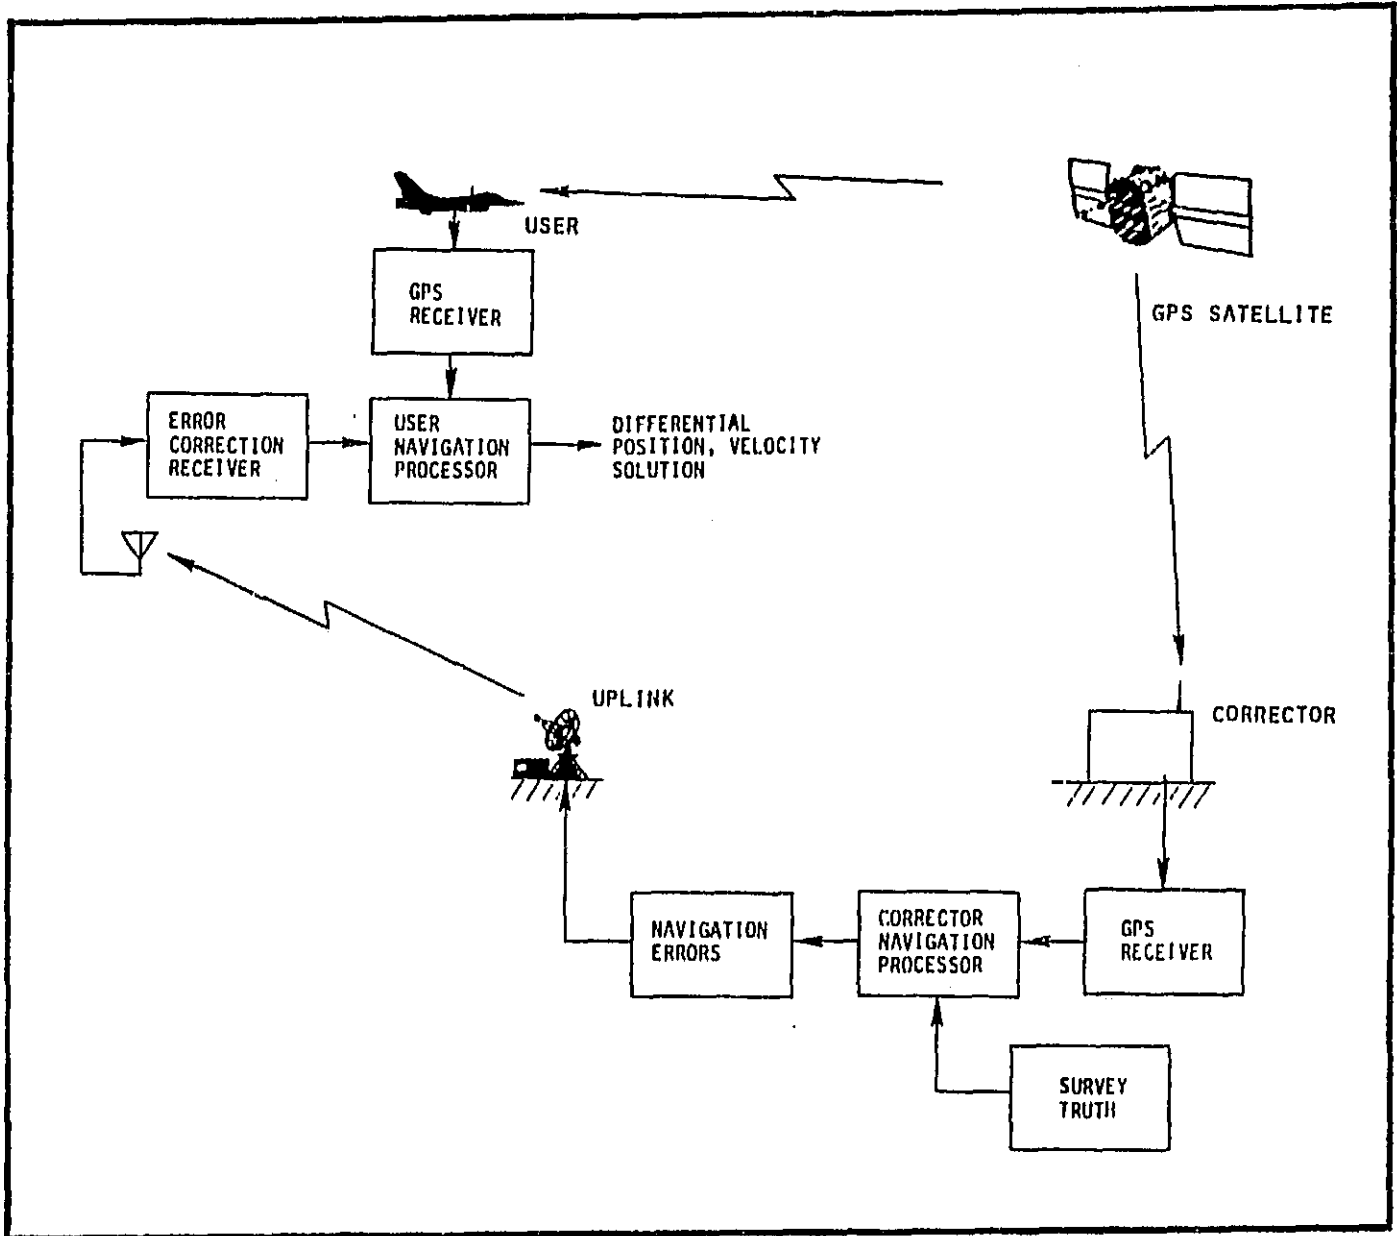 USER
GPS
RECEIVER
GPS SATELLITE
ERROR
CORRECTION
RECEIVER
USER
NAVIGATION
PROCESSOR
DIFFERENTIAL
POSITION, VELOCITY
SOLUTION
UPLINK
CORRECTOR
NAVIGATION
ERRORS
CORRECTOR
NAVIGATION
PROCESSOR
GPS
RECEIVER
SURVEY
TRUTH